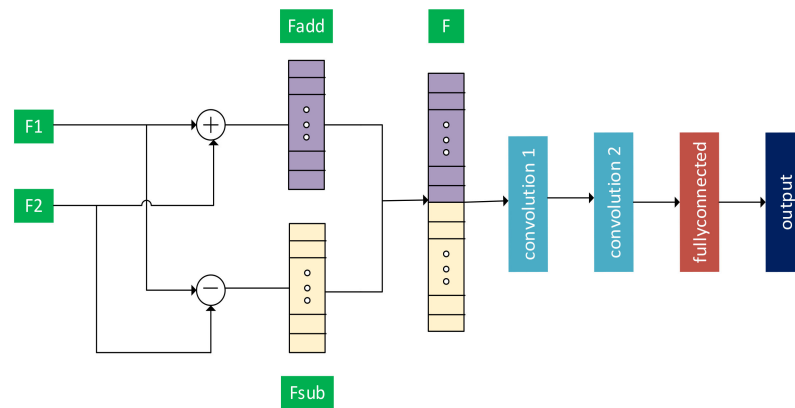 Fadd
F
F1
F2
+
−
Fsub
convolution 1
convolution 2
fullyconnected
output